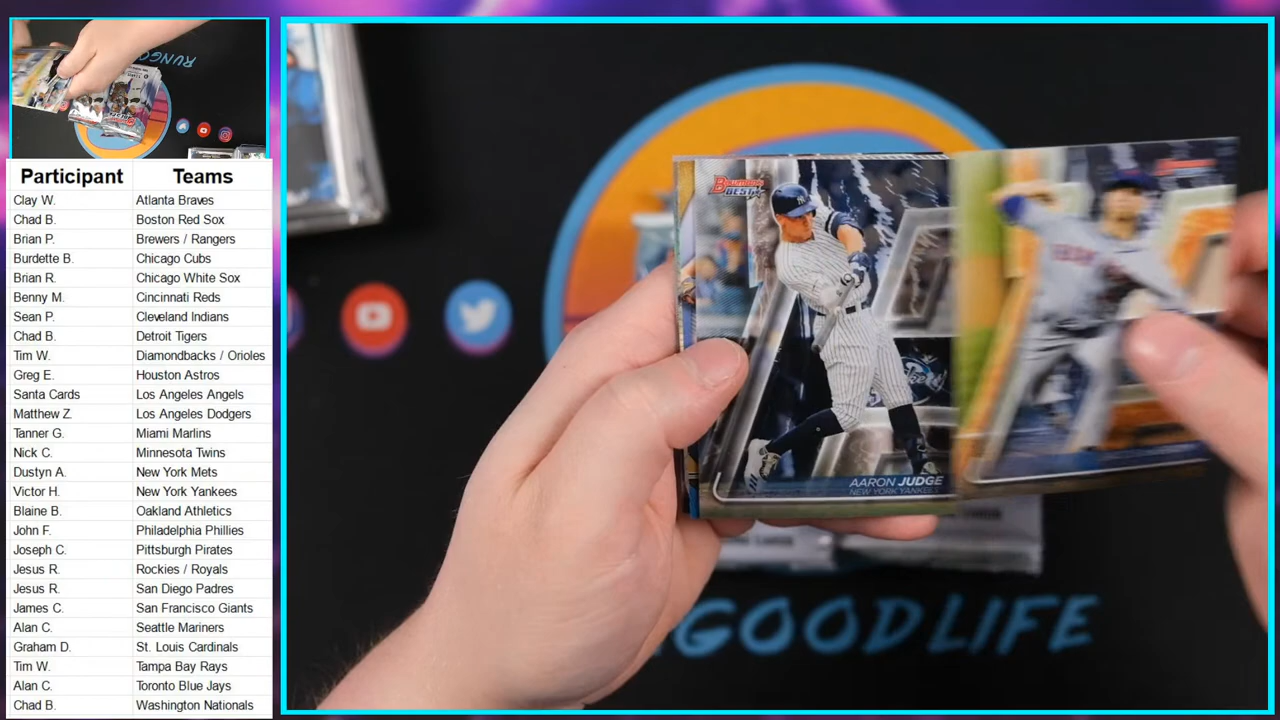 RUNGOOD
Participant Teams
Clay W. Atlanta Braves
Chad B. Boston Red Sox
Brian P. Brewers / Rangers
Burdette B. Chicago Cubs
Brian R. Chicago White Sox
Benny M. Cincinnati Reds
Sean P. Cleveland Indians
Chad B. Detroit Tigers
Tim W. Diamondbacks / Orioles
Greg E. Houston Astros
Santa Cards Los Angeles Angels
Matthew Z. Los Angeles Dodgers
Tanner G. Miami Marlins
Nick C. Minnesota Twins
Dustyn A. New York Mets
Victor H. New York Yankees
Blaine B. Oakland Athletics
John F. Philadelphia Phillies
Joseph C. Pittsburgh Pirates
Jesus R. Rockies / Royals
Jesus R. San Diego Padres
James C. San Francisco Giants
Alan C. Seattle Mariners
Graham D. St. Louis Cardinals
Tim W. Tampa Bay Rays
Alan C. Toronto Blue Jays
Chad B. Washington Nationals
BOWMAN'S
BEST
AARON JUDGE
NEW YORK YANKEES
GOODLIFE